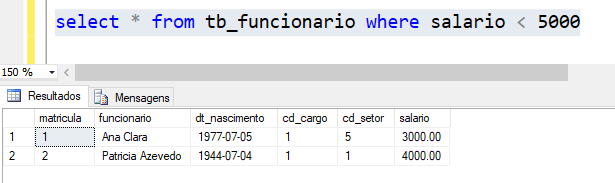 select * from tb_funcionario where salario < 5000
150 %
Resultados Mensagens
matricula funcionario dt_nascimento cd_cargo cd_setor salario
1 1 Ana Clara 1977-07-05 1 5 3000.00
2 2 Patricia Azevedo 1944-07-04 1 1 4000.00